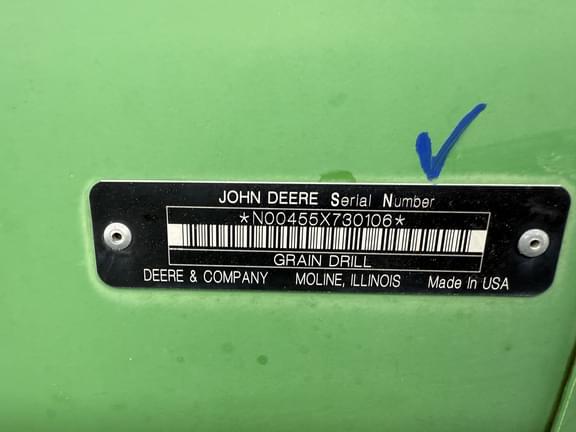 JOHN DEERE Serial Number
*N00455X730106*
GRAIN DRILL
DEERE & COMPANY MOLINE, ILLINOIS Made In USA